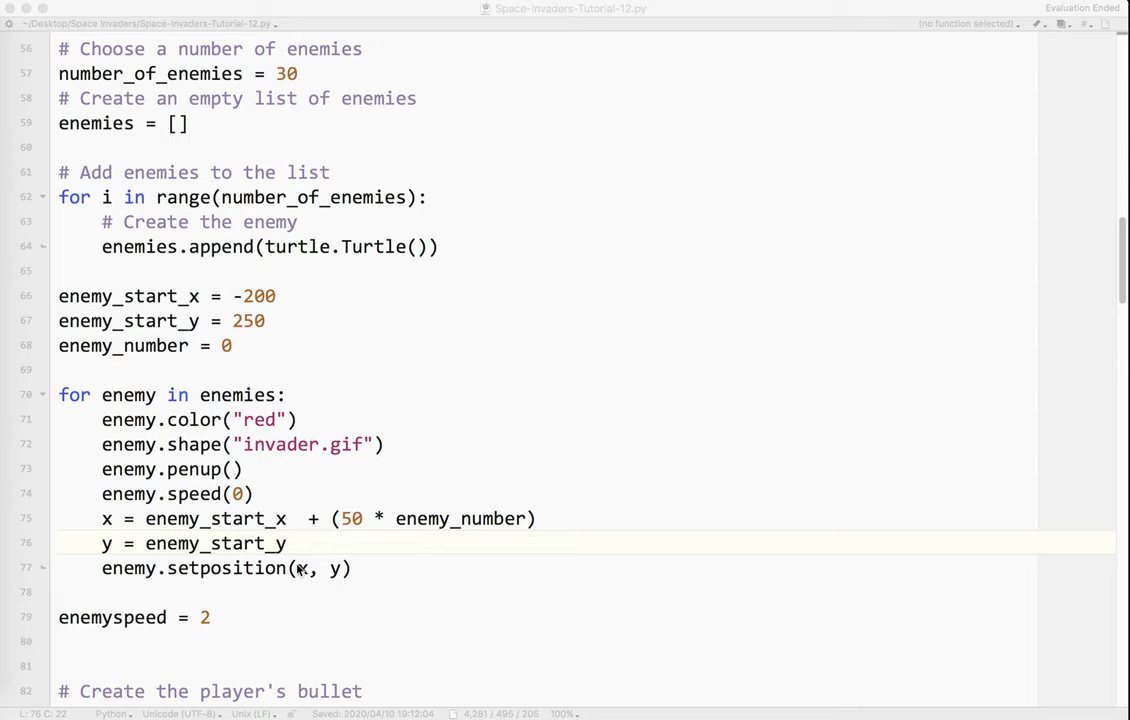 Space-Invaders-Tutorial-12.py
Evaluation Ended
~/Desktop/Space Invaders/Space-Invaders-Tutorial-12.py
(no function selected)
56 # Choose a number of enemies
57 number_of_enemies = 30
58 # Create an empty list of enemies
59 enemies = []
60
61 # Add enemies to the list
62 for i in range(number_of_enemies):
63 # Create the enemy
64 enemies.append(turtle.Turtle())
65
66 enemy_start_x = -200
67 enemy_start_y = 250
68 enemy_number = 0
69
70 for enemy in enemies:
71 enemy.color("red")
72 enemy.shape("invader.gif")
73 enemy.penup()
74 enemy.speed(0)
75 x = enemy_start_x  + (50 * enemy_number)
76 y = enemy_start_y
77 enemy.setposition(x, y)
78
79 enemyspeed = 2
80
81
82 # Create the player's bullet
L: 76 C: 22 Python Unicode (UTF-8) Unix (LF) Saved: 2020/04/10 19:12:04 4,281 / 495 / 205 100%